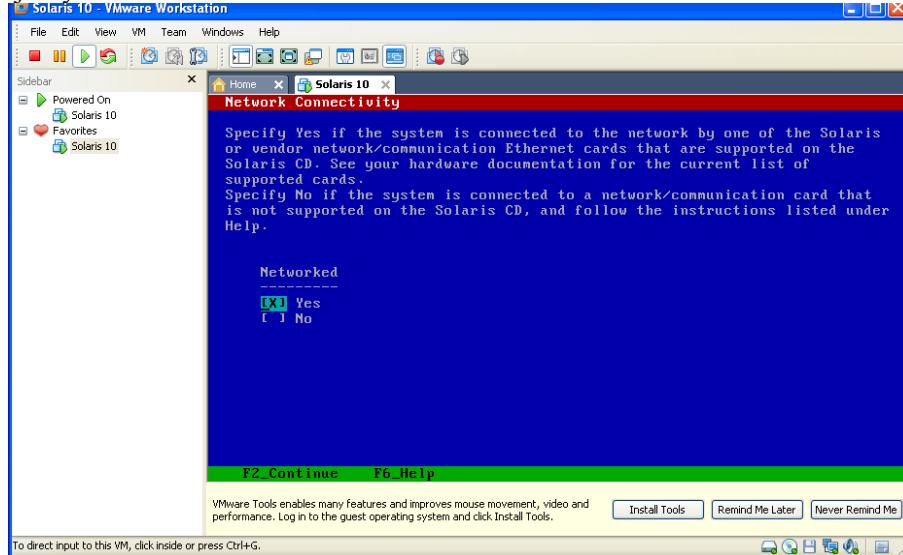 Solaris 10 - VMware Workstation
File Edit View VM Team Windows Help
Sidebar
Powered On
Solaris 10
Favorites
Solaris 10
Home Solaris 10
Network Connectivity
Specify Yes if the system is connected to the network by one of the Solaris
or vendor network/communication Ethernet cards that are supported on the
Solaris CD. See your hardware documentation for the current list of
supported cards.
Specify No if the system is connected to a network/communication card that
is not supported on the Solaris CD, and follow the instructions listed under
Help.
Networked
---------
[X] Yes
[ ] No
F2_Continue F6_Help
VMware Tools enables many features and improves mouse movement, video and
performance. Log in to the guest operating system and click Install Tools.
Install Tools Remind Me Later Never Remind Me
To direct input to this VM, click inside or press Ctrl+G.